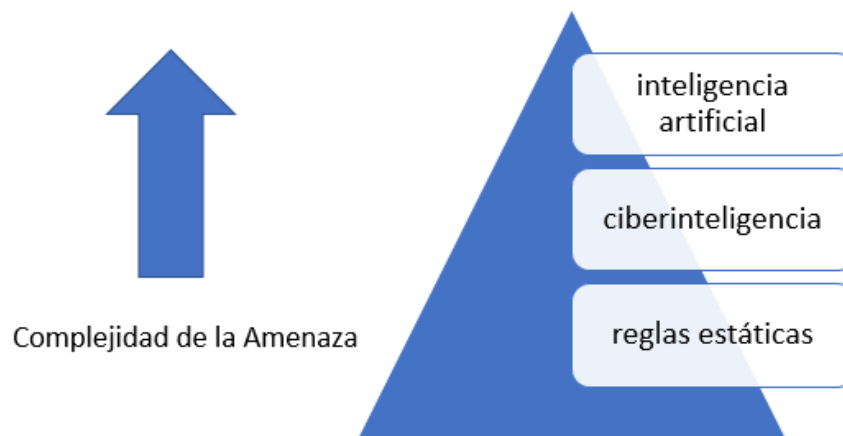 inteligencia
artificial
ciberinteligencia
reglas estáticas
Complejidad de la Amenaza